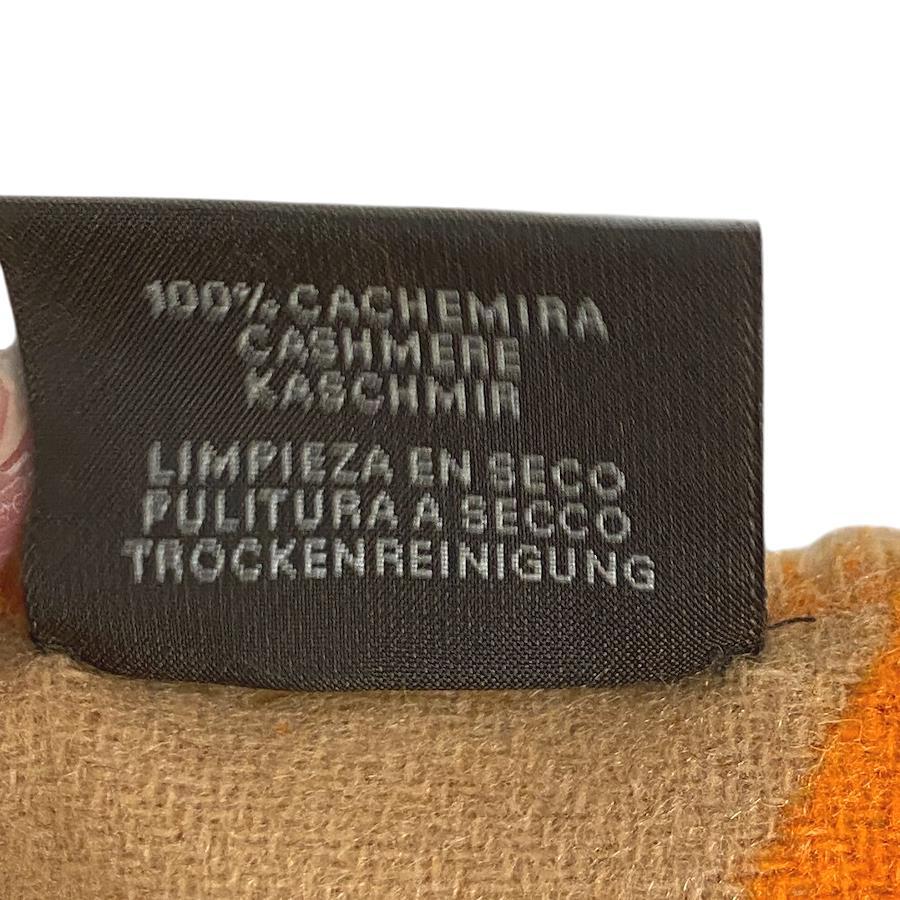 100% CACHEMIRA
CASHMERE
KASCHMIR
LIMPIEZA EN SECO
PULITURA A SECCO
TROCKENREINIGUNG